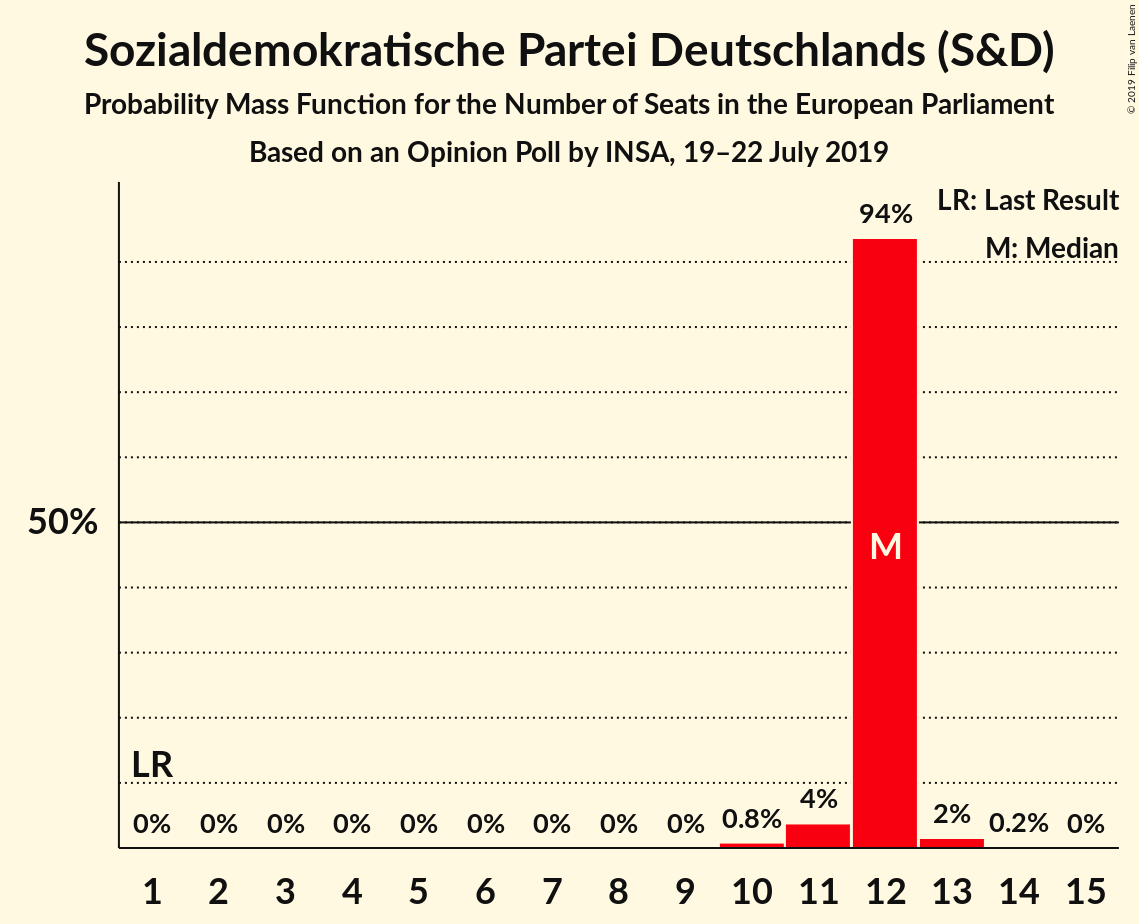 Sozialdemokratische Partei Deutschlands (S&D)
Probability Mass Function for the Number of Seats in the European Parliament
Based on an Opinion Poll by INSA, 19–22 July 2019
© 2019 Filip van Laenen
LR: Last Result
M: Median
94%
50%
M
LR
0% 0% 0% 0% 0% 0% 0% 0% 0% 0.8% 4% 2% 0.2% 0%
1 2 3 4 5 6 7 8 9 10 11 12 13 14 15